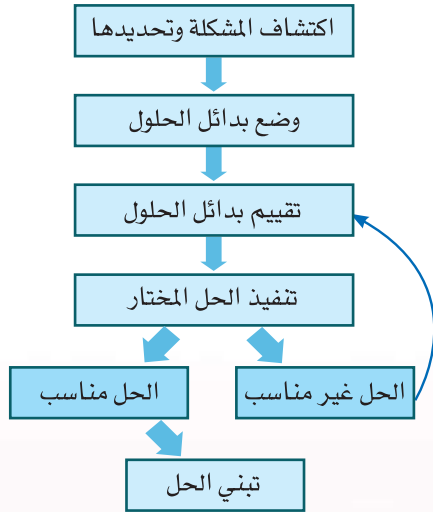 اكتشاف المشكلة وتحديدها
وضع بدائل الحلول
تقييم بدائل الحلول
تنفيذ الحل المختار
الحل غير مناسب
الحل مناسب
تبني الحل